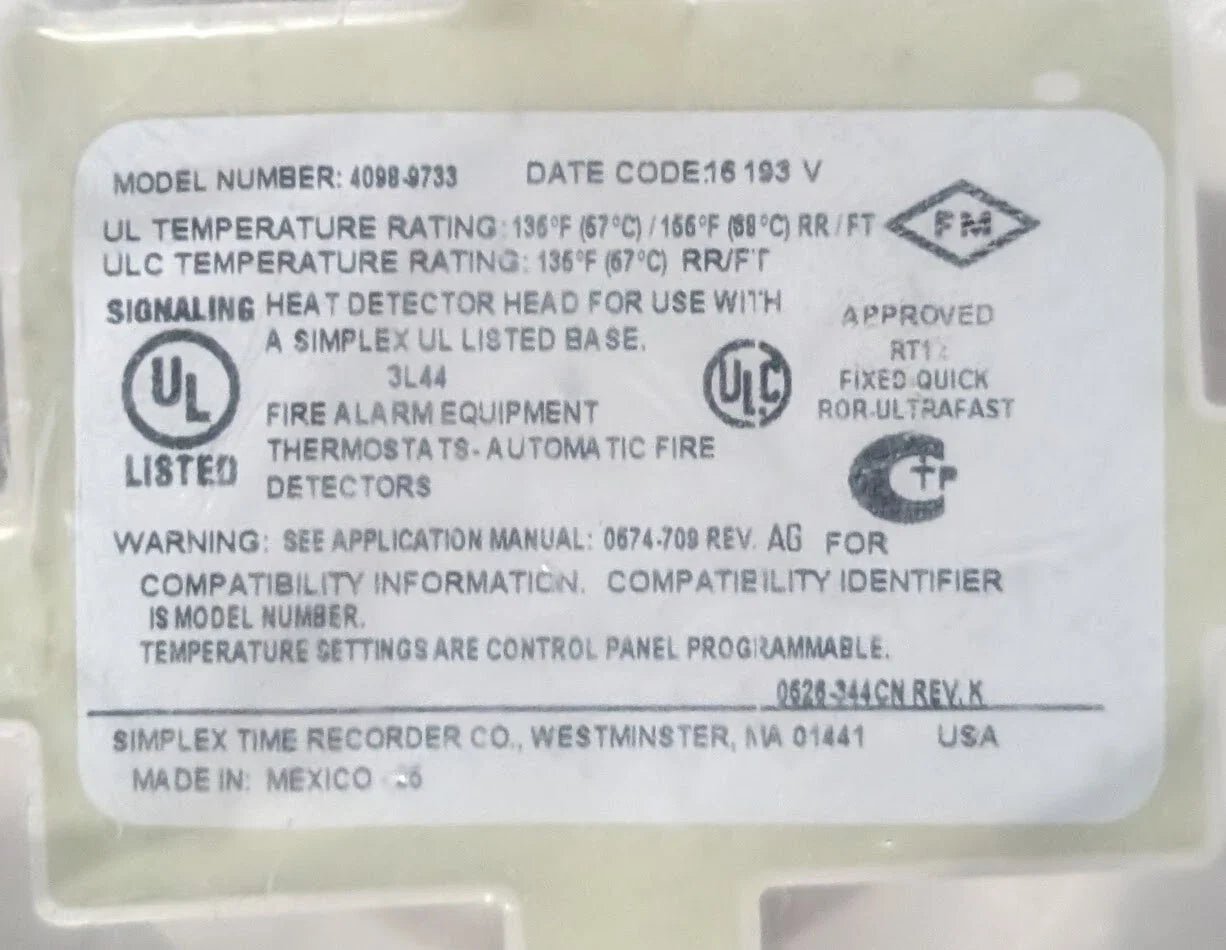 MODEL NUMBER: 4098-9733 DATE CODE:16 193 V
UL TEMPERATURE RATING: 135°F (57°C) / 155°F (68°C) RR / FT
FM
ULC TEMPERATURE RATING: 135°F (57°C) RR/FT
SIGNALING HEAT DETECTOR HEAD FOR USE WITH
A SIMPLEX UL LISTED BASE.
3L44
FIRE ALARM EQUIPMENT
THERMOSTATS- AUTOMATIC FIRE
DETECTORS
UL
LISTED
ULC
APPROVED
FIXED:QUICK
ROR-ULTRAFAST
WARNING: SEE APPLICATION MANUAL: 0574-709 REV. AG FOR
COMPATIBILITY INFORMATION. COMPATIBILITY IDENTIFIER
IS MODEL NUMBER.
TEMPERATURE SETTINGS ARE CONTROL PANEL PROGRAMMABLE.
0526-344CN REV. K
SIMPLEX TIME RECORDER CO., WESTMINSTER, MA 01441 USA
MADE IN: MEXICO